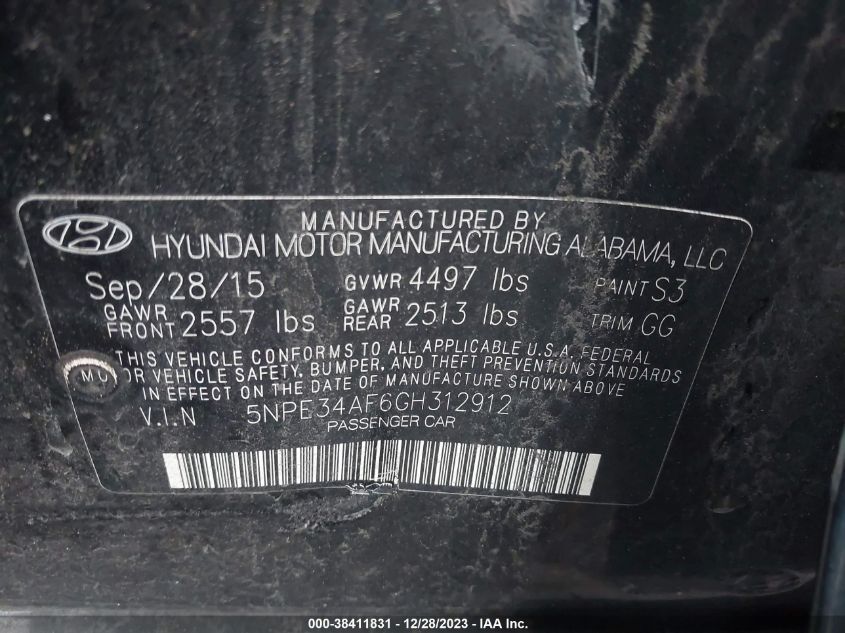 MANUFACTURED BY
HYUNDAI MOTOR MANUFACTURING ALABAMA, LLC
Sep/28/15 GVWR 4497 lbs PAINT S3
GAWR FRONT 2557 lbs GAWR REAR 2513 lbs TRIM GG
THIS VEHICLE CONFORMS TO ALL APPLICABLE U.S.A. FEDERAL
MOTOR VEHICLE SAFETY, BUMPER, AND THEFT PREVENTION STANDARDS
IN EFFECT ON THE DATE OF MANUFACTURE SHOWN ABOVE
V.I.N 5NPE34AF6GH312912
PASSENGER CAR
000-38411831 - 12/28/2023 - IAA Inc.